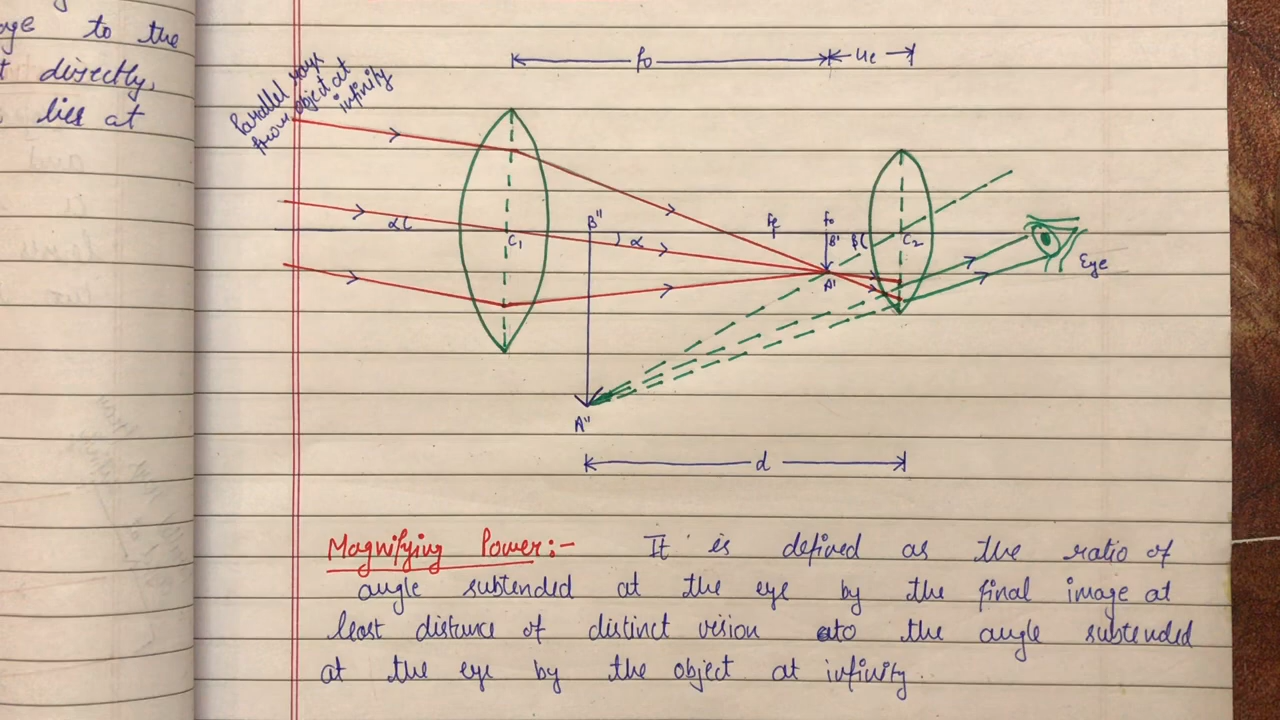 to the
directly,
lies at
Parallel rays
from object at
infinity
fo
ue
α
B"
C1
α
Fe
fo
B'
β
C2
A'
Eye
A"
d
Magnifying Power:- It is defined as the ratio of
angle subtended at the eye by the final image at
least distance of distinct vision to the angle subtended
at the eye by the object at infinity.